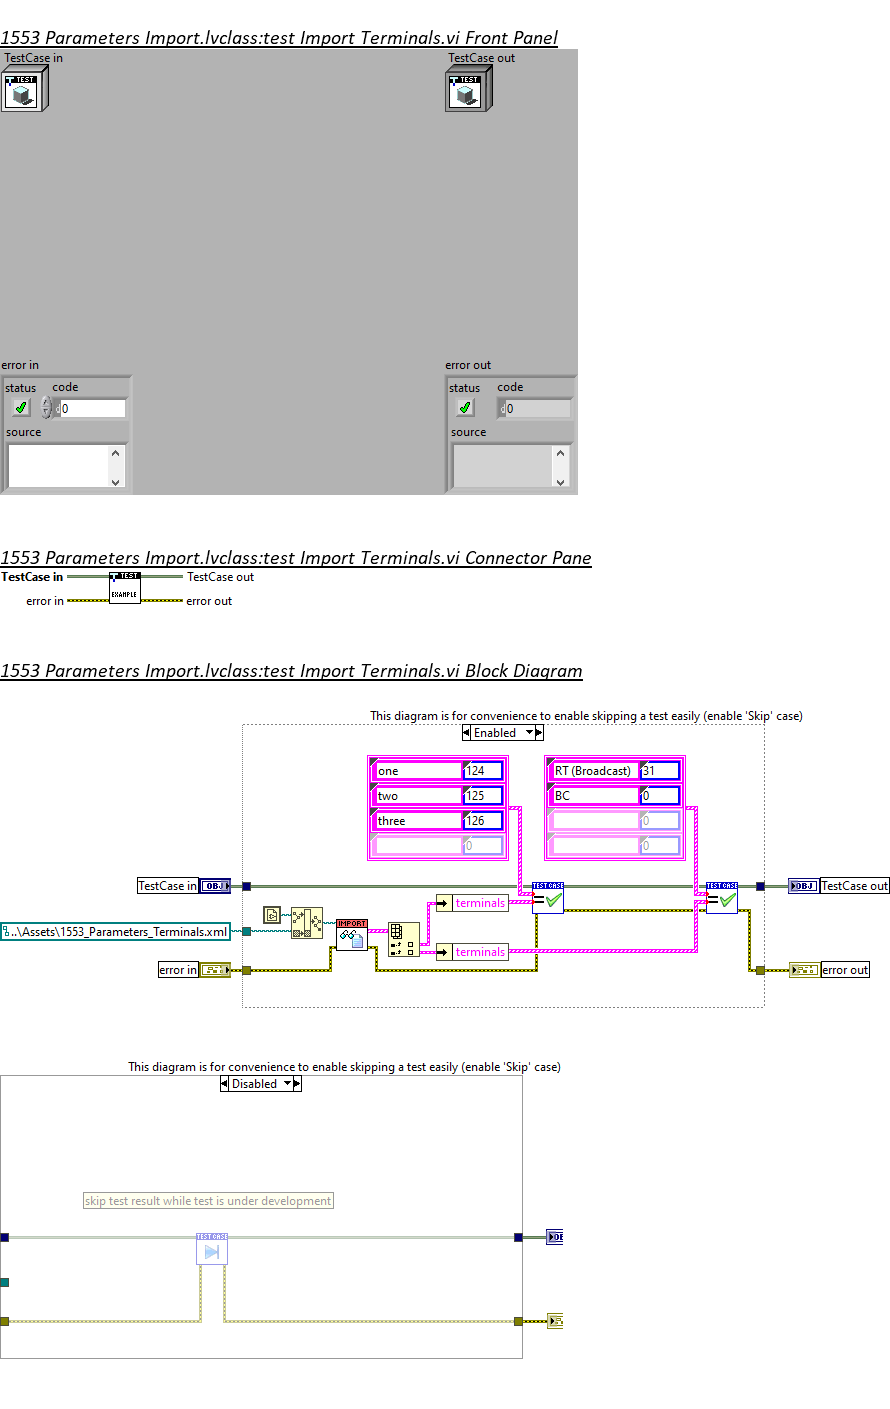 1553 Parameters Import.lvclass:test Import Terminals.vi Front Panel
TestCase in
TestCase out
TEST
TEST
error in
error out
status
code
status
code
0
0
source
source
1553 Parameters Import.lvclass:test Import Terminals.vi Connector Pane
TestCase in
TEST
TestCase out
EXAMPLE
error in
error out
1553 Parameters Import.lvclass:test Import Terminals.vi Block Diagram
This diagram is for convenience to enable skipping a test easily (enable 'Skip' case)
Enabled
one
124
RT (Broadcast)
31
two
125
BC
0
three
126
0
0
0
TestCase in
OBJ
TEST CASE
TEST CASE
OBJ
TestCase out
terminals
..\Assets\1553_Parameters_Terminals.xml
IMPORT
terminals
error in
error out
This diagram is for convenience to enable skipping a test easily (enable 'Skip' case)
Disabled
skip test result while test is under development
TEST CASE